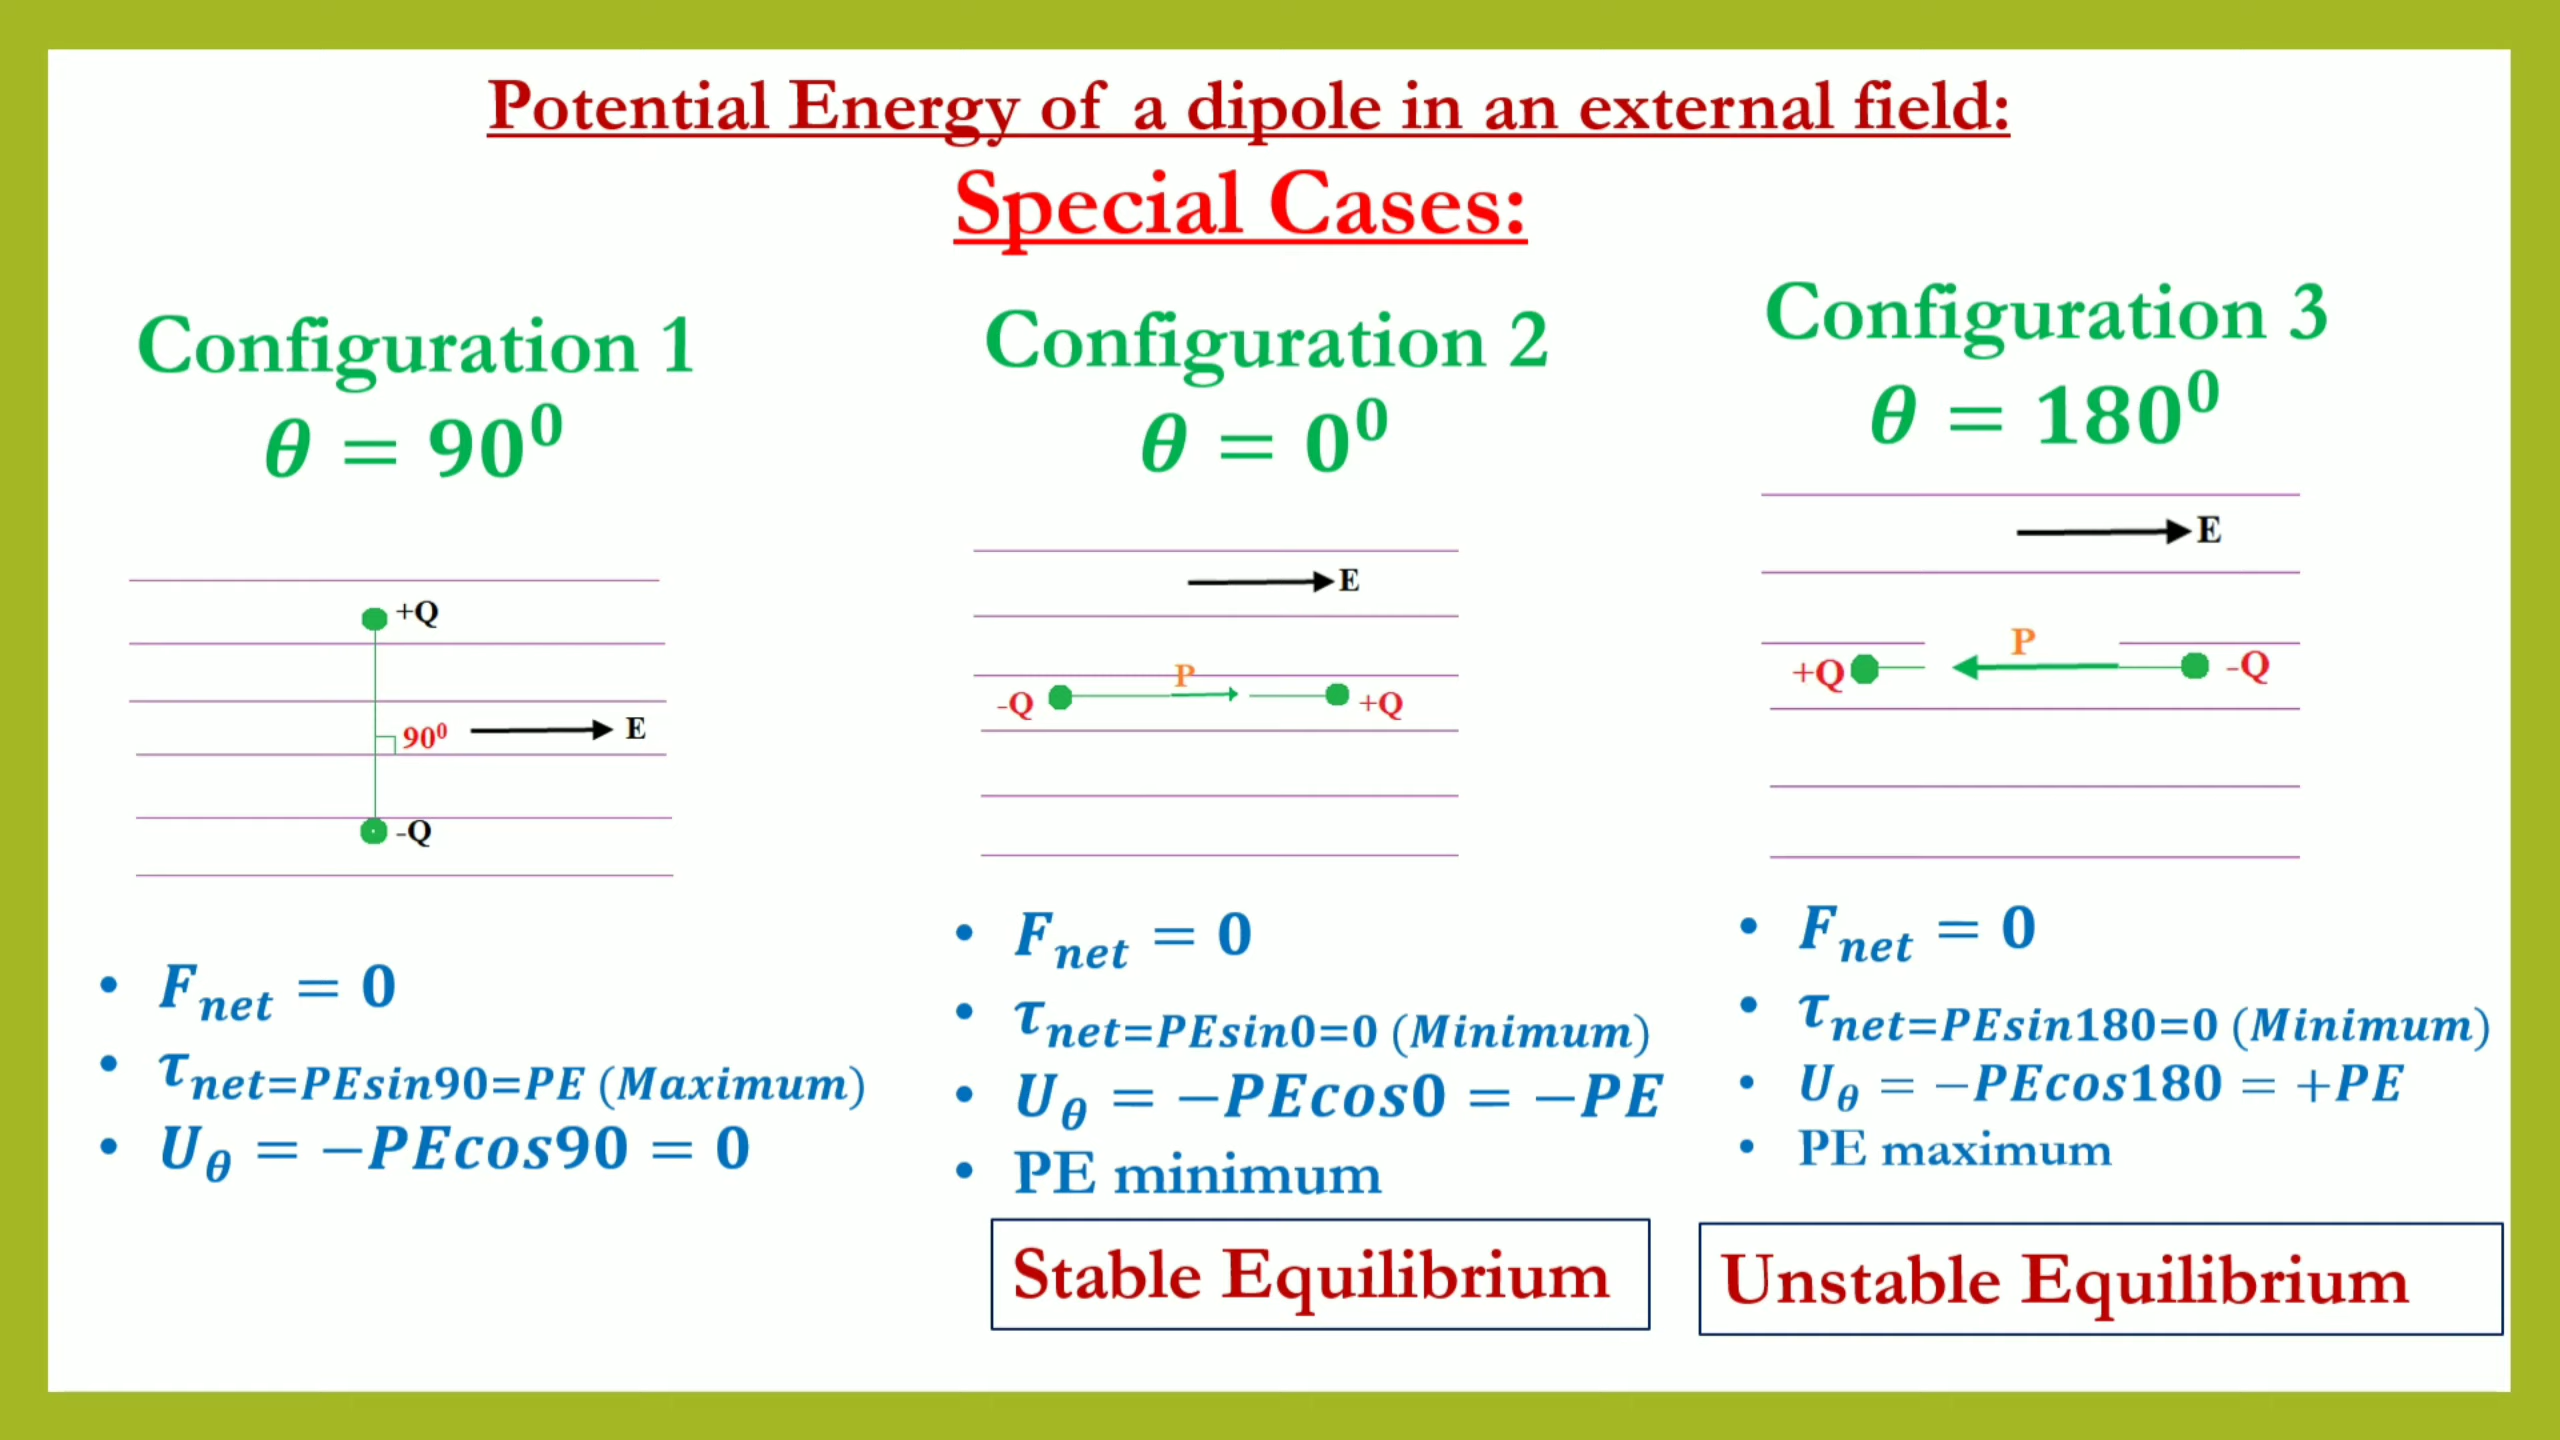 Potential Energy of a dipole in an external field:
Special Cases:
Configuration 1
θ = 90⁰
+Q
90⁰
E
-Q
• F_net = 0
• τ_net=PEsin90=PE (Maximum)
• U_θ = −PEcos90 = 0
Configuration 2
θ = 0⁰
E
P
-Q
+Q
• F_net = 0
• τ_net=PEsin0=0 (Minimum)
• U_θ = −PEcos0 = −PE
• PE minimum
Stable Equilibrium
Configuration 3
θ = 180⁰
E
P
+Q
-Q
• F_net = 0
• τ_net=PEsin180=0 (Minimum)
• U_θ = −PEcos180 = +PE
• PE maximum
Unstable Equilibrium